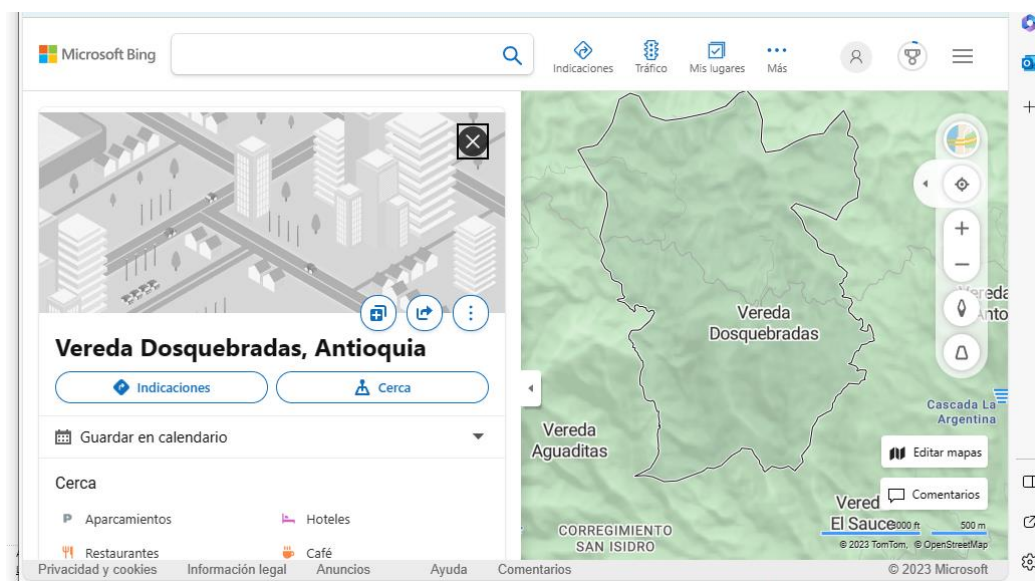 Microsoft Bing
Indicaciones
Tráfico
Mis lugares
Más
Vereda Dosquebradas, Antioquia
Indicaciones
Cerca
Guardar en calendario
Cerca
P Aparcamientos
Hoteles
Restaurantes
Café
Vereda
Dosquebradas
Vereda
Aguaditas
CORREGIMIENTO
SAN ISIDRO
Cascada La
Argentina
Editar mapas
Comentarios
El Sauce
500 m
© 2023 TomTom, © OpenStreetMap
Privacidad y cookies
Información legal
Anuncios
Ayuda
Comentarios
© 2023 Microsoft